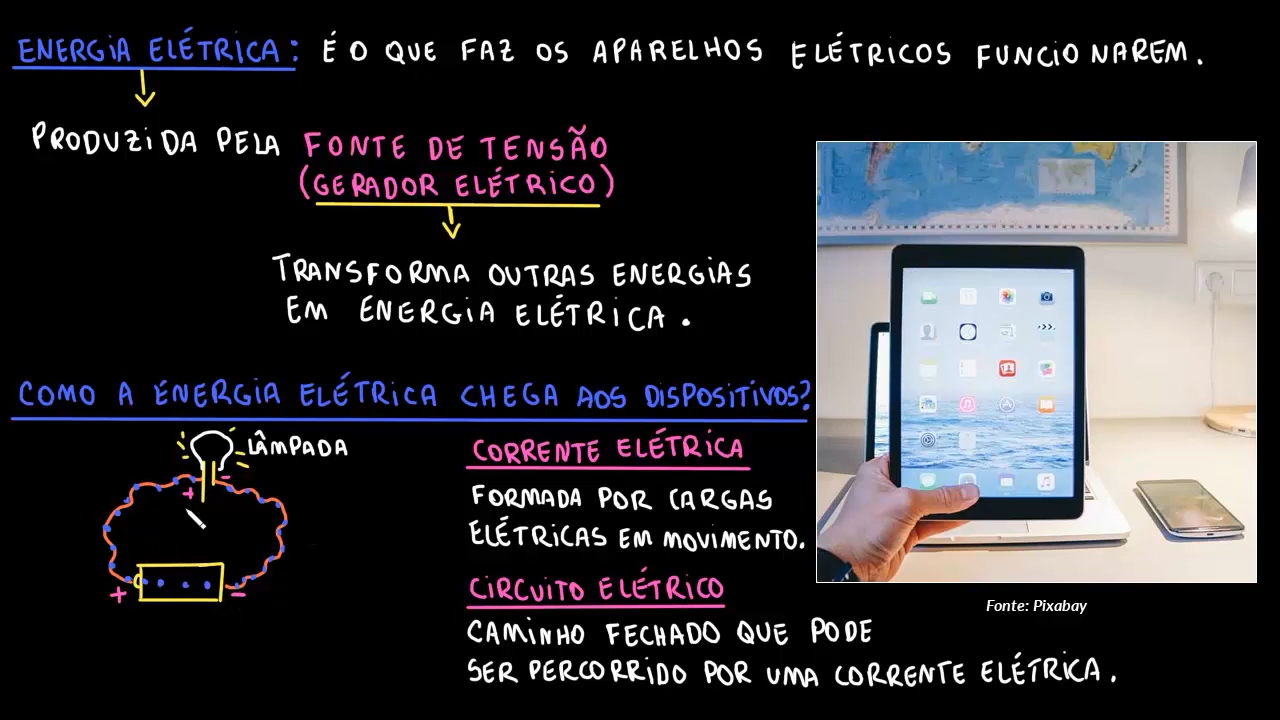 ENERGIA ELÉTRICA: É O QUE FAZ OS APARELHOS ELÉTRICOS FUNCIONAREM.
PRODUZIDA PELA FONTE DE TENSÃO
(GERADOR ELÉTRICO)
TRANSFORMA OUTRAS ENERGIAS
EM ENERGIA ELÉTRICA.
COMO A ENERGIA ELÉTRICA CHEGA AOS DISPOSITIVOS?
LÂMPADA
+ -
+ -
CORRENTE ELÉTRICA
FORMADA POR CARGAS
ELÉTRICAS EM MOVIMENTO.
CIRCUITO ELÉTRICO
CAMINHO FECHADO QUE PODE
SER PERCORRIDO POR UMA CORRENTE ELÉTRICA.
Fonte: Pixabay